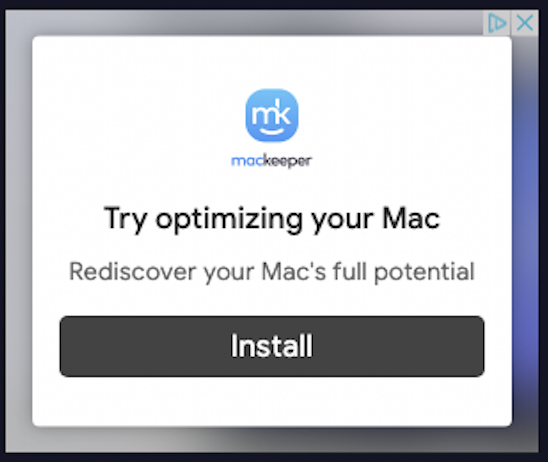 mk
mackeeper
Try optimizing your Mac
Rediscover your Mac's full potential
Install